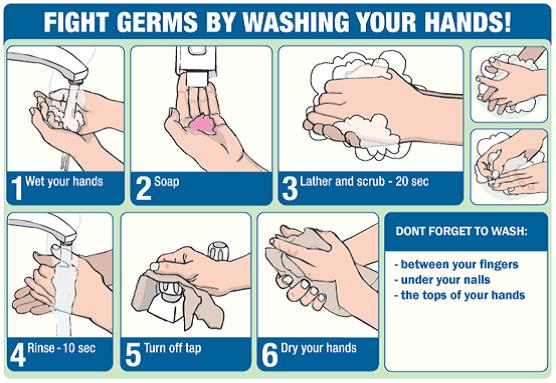 FIGHT GERMS BY WASHING YOUR HANDS!
1 Wet your hands
2 Soap
3 Lather and scrub - 20 sec
4 Rinse - 10 sec
5 Turn off tap
6 Dry your hands
DONT FORGET TO WASH:
- between your fingers
- under your nails
- the tops of your hands